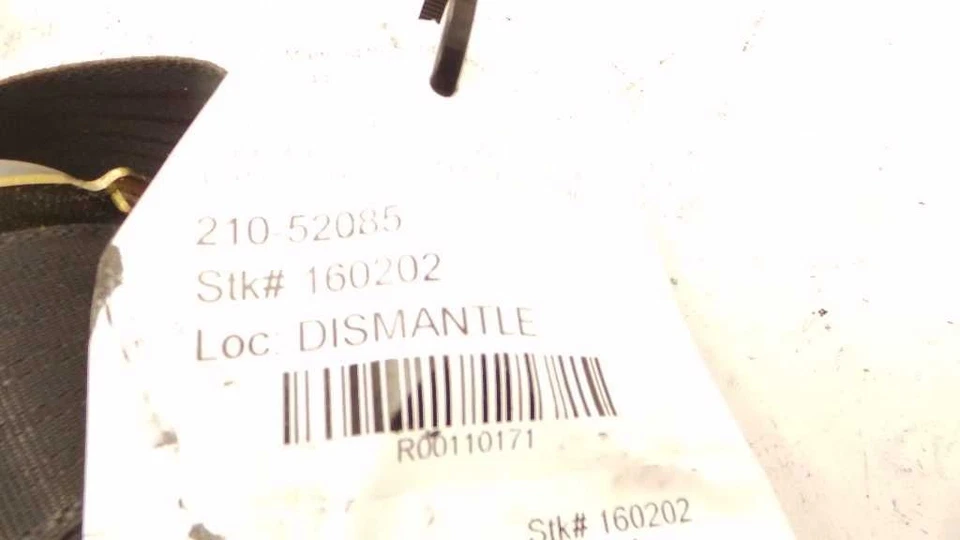 210-52085
Stk# 160202
Loc: DISMANTLE
R00110171
Stk# 160202